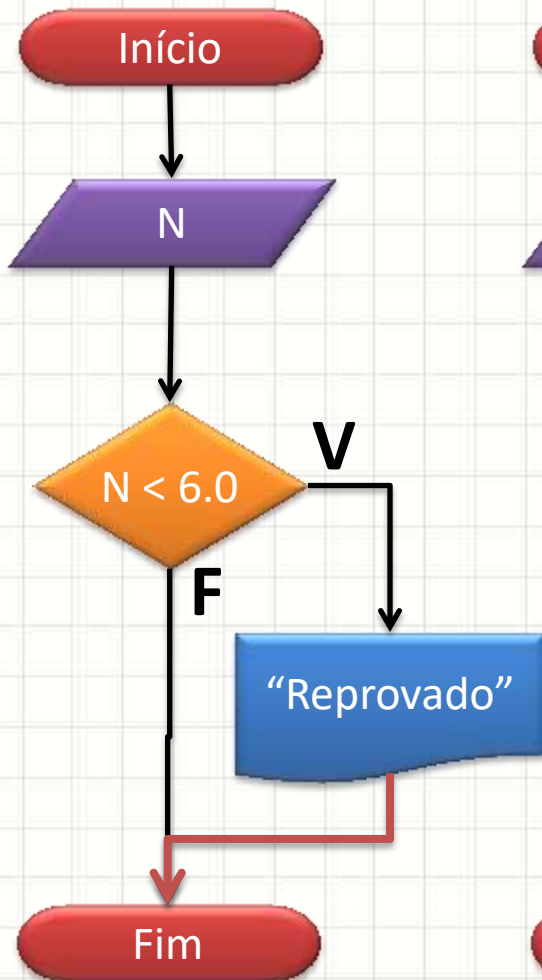 Início
N
N < 6.0
V
F
“Reprovado”
Fim